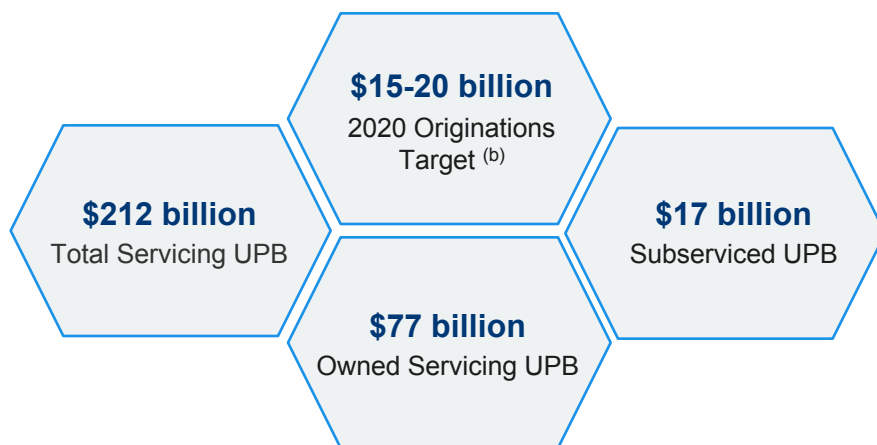 $15-20 billion
2020 Originations
Target (b)
$212 billion
Total Servicing UPB
$17 billion
Subserviced UPB
$77 billion
Owned Servicing UPB